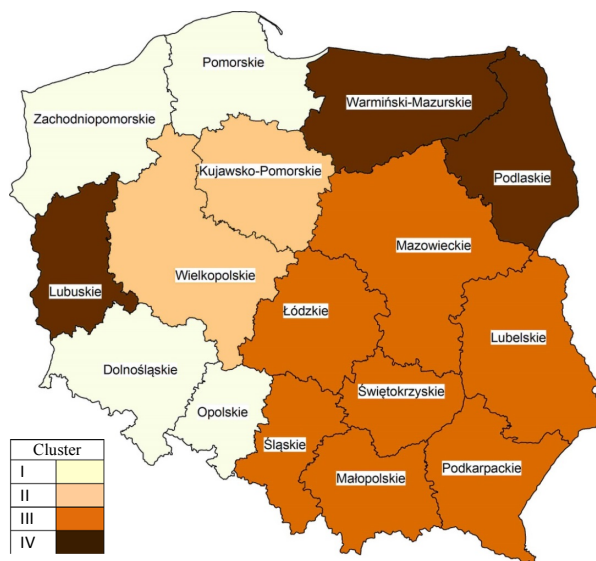 Pomorskie
Warmiński-Mazurskie
Zachodniopomorskie
Kujawsko-Pomorskie
Podlaskie
Mazowieckie
Wielkopolskie
Lubuskie
Łódzkie
Lubelskie
Dolnośląskie
Świętokrzyskie
Opolskie
Śląskie
Podkarpackie
Małopolskie
Cluster
I
II
III
IV